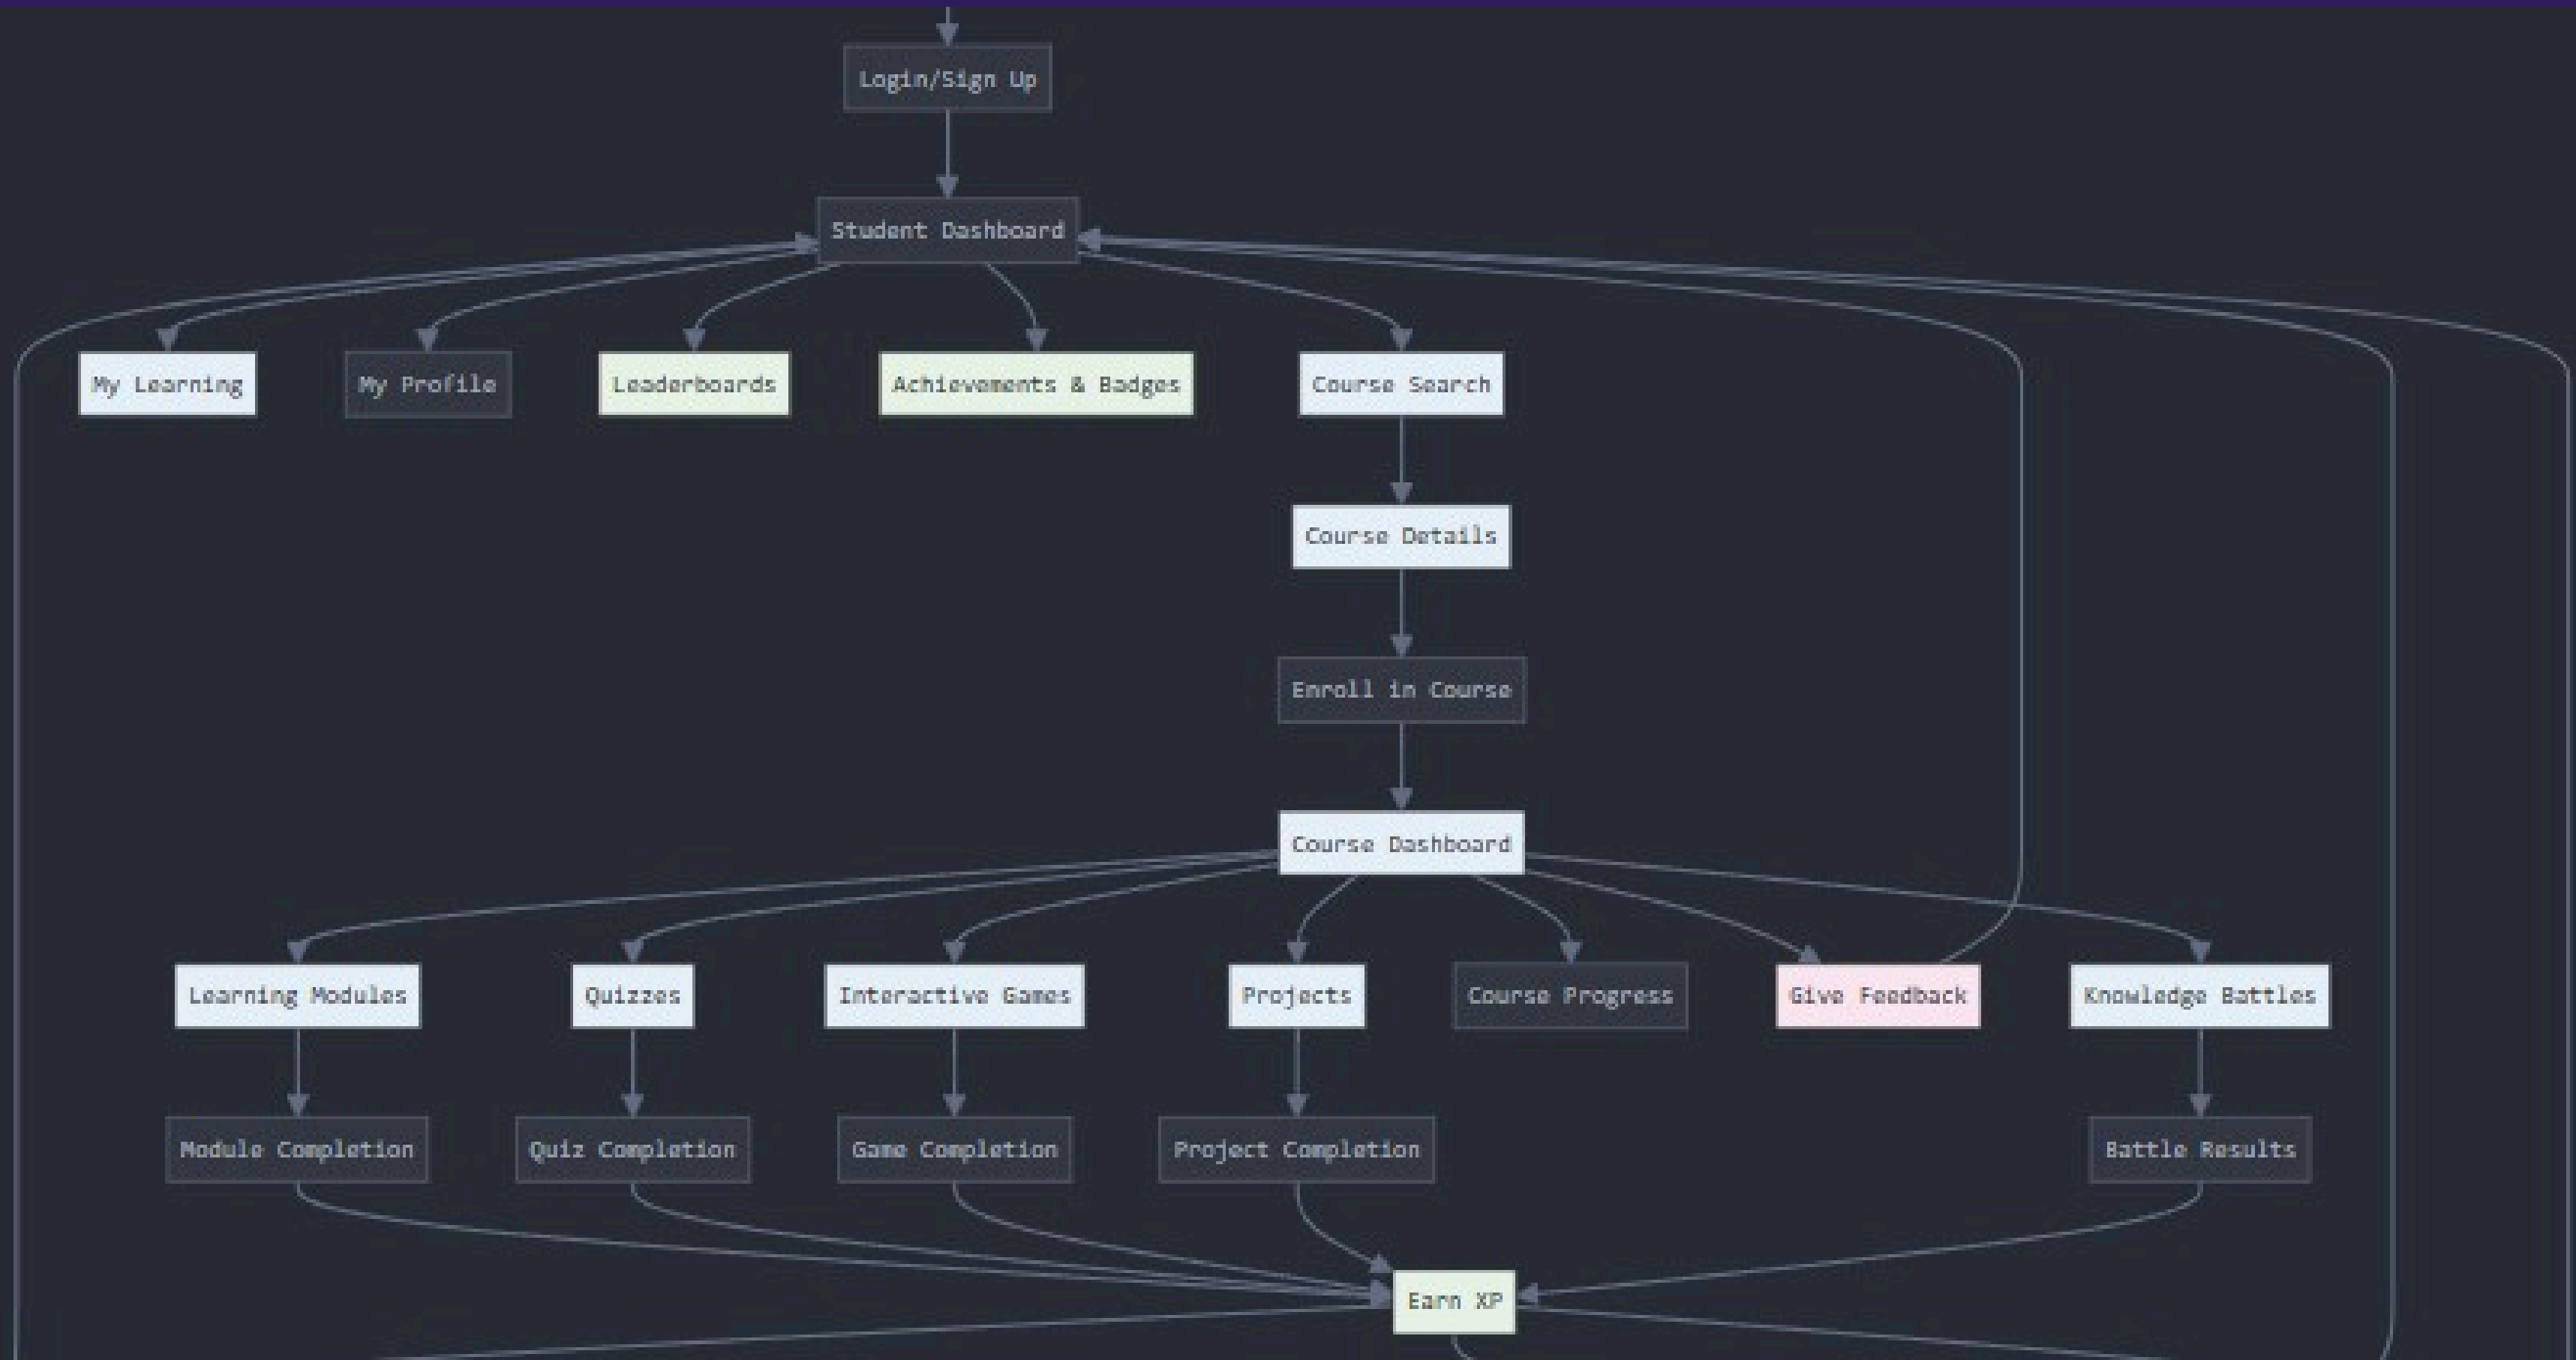 Login/Sign Up
Student Dashboard
My Learning
My Profile
Leaderboards
Achievements & Badges
Course Search
Course Details
Enroll in Course
Course Dashboard
Learning Modules
Quizzes
Interactive Games
Projects
Course Progress
Give Feedback
Knowledge Battles
Module Completion
Quiz Completion
Game Completion
Project Completion
Battle Results
Earn XP